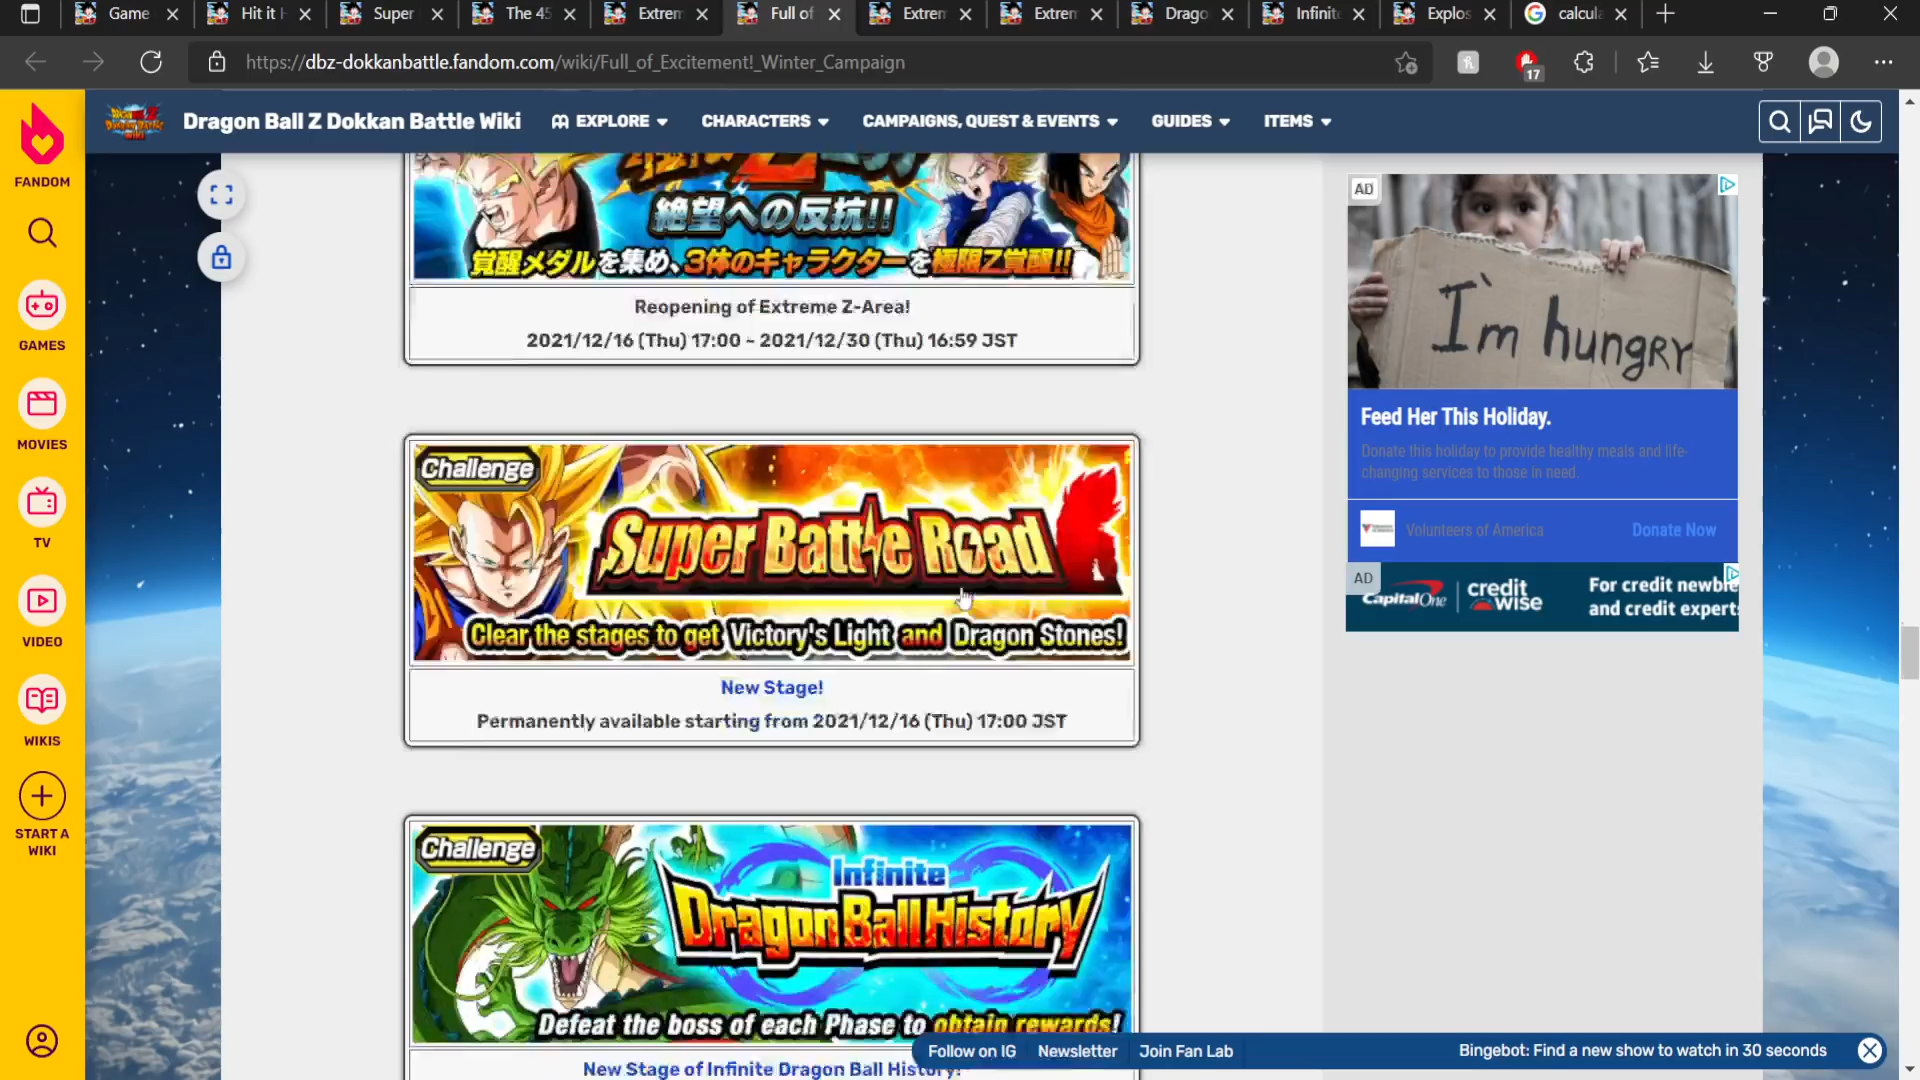 Game
Hit it H
Super
The 45
Extrem
Full of
Extrem
Extrem
Drago
Infinit
Explos
calcula
https://dbz-dokkanbattle.fandom.com/wiki/Full_of_Excitement!_Winter_Campaign
17
FANDOM
GAMES
MOVIES
TV
VIDEO
WIKIS
START A
WIKI
Dragon Ball Z Dokkan Battle Wiki
EXPLORE
CHARACTERS
CAMPAIGNS, QUEST & EVENTS
GUIDES
ITEMS
絶望への反抗!!
覚醒メダルを集め、3体のキャラクターを極限Z覚醒!!
Reopening of Extreme Z-Area!
2021/12/16 (Thu) 17:00 ~ 2021/12/30 (Thu) 16:59 JST
Challenge
Super Battle Road
Clear the stages to get Victory's Light and Dragon Stones!
New Stage!
Permanently available starting from 2021/12/16 (Thu) 17:00 JST
Challenge
Infinite
Dragon Ball History
Defeat the boss of each Phase to obtain rewards!
New Stage of Infinite Dragon Ball History!
AD
I'm hungry
Feed Her This Holiday.
Donate this holiday to provide healthy meals and life-
changing services to those in need.
Volunteers of America
Donate Now
AD
Capital One
credit
wise
For credit newbie
and credit experts
Follow on IG
Newsletter
Join Fan Lab
Bingebot: Find a new show to watch in 30 seconds